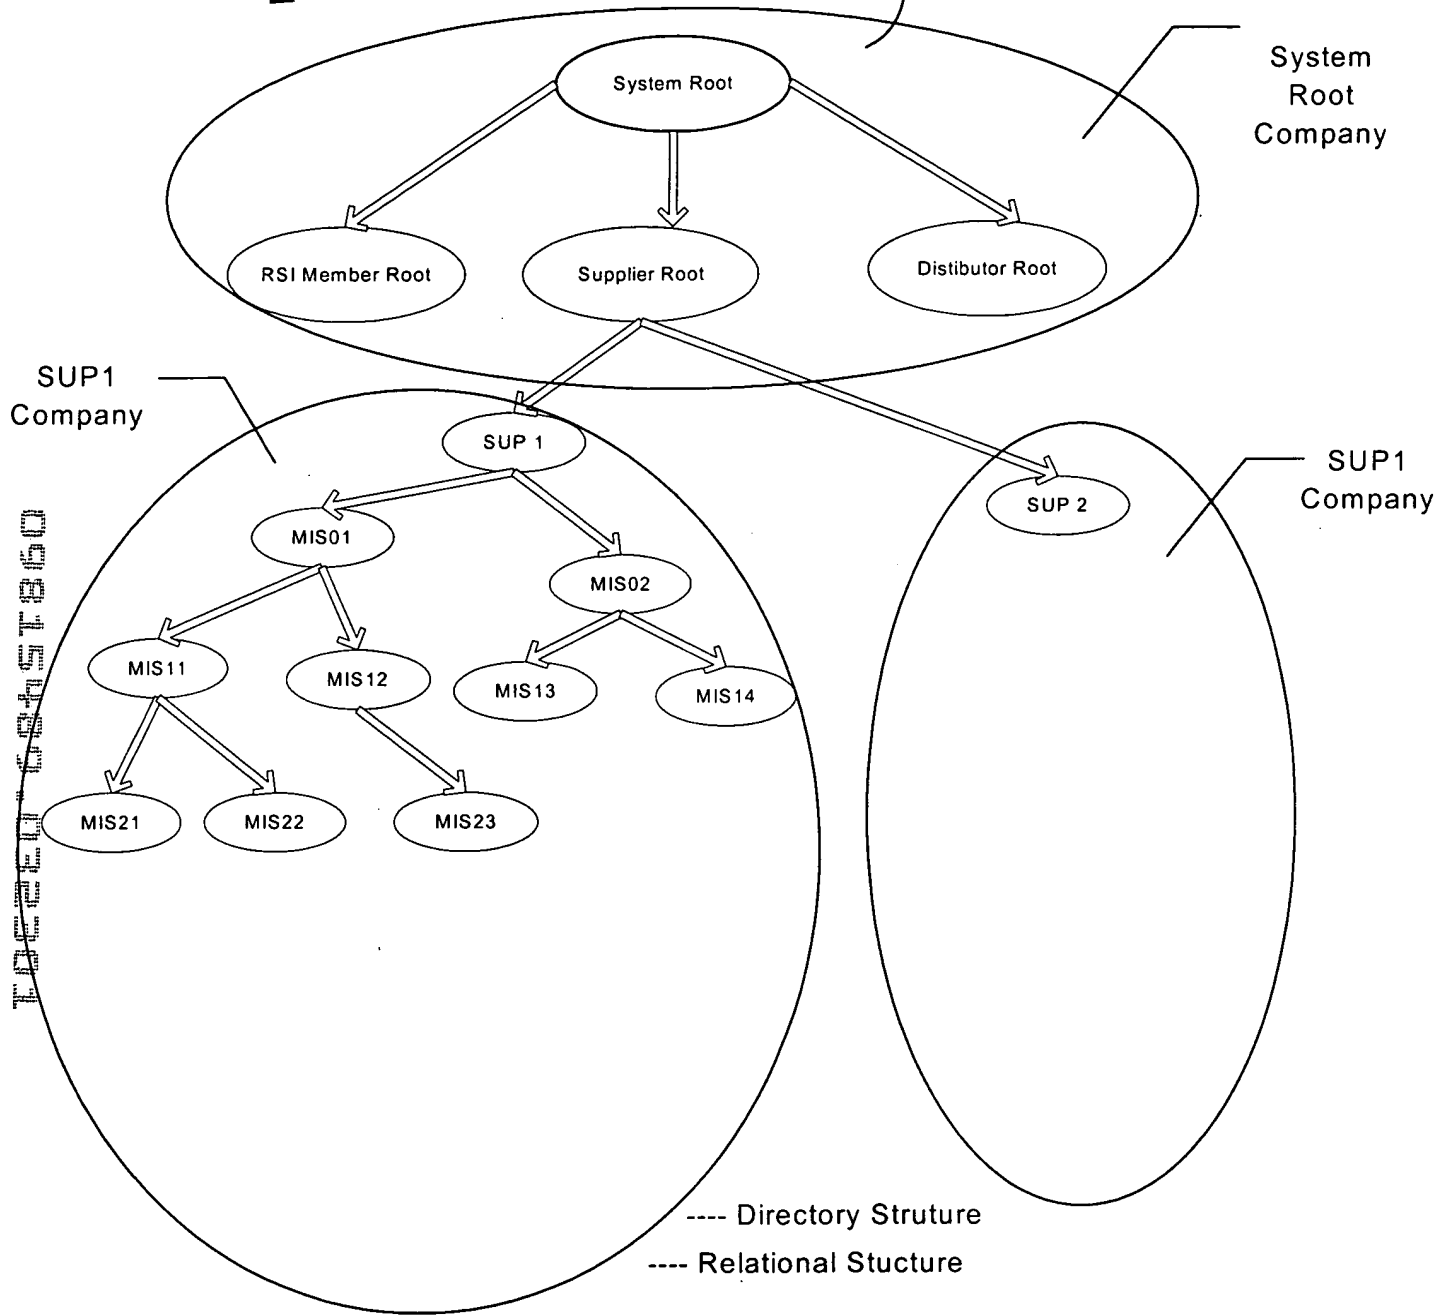 System Root
System
Root
Company
RSI Member Root
Supplier Root
Distibutor Root
SUP1
Company
SUP 1
SUP1
Company
SUP 2
MIS01
MIS02
MIS11
MIS12
MIS13
MIS14
MIS21
MIS22
MIS23
---- Directory Struture
---- Relational Stucture